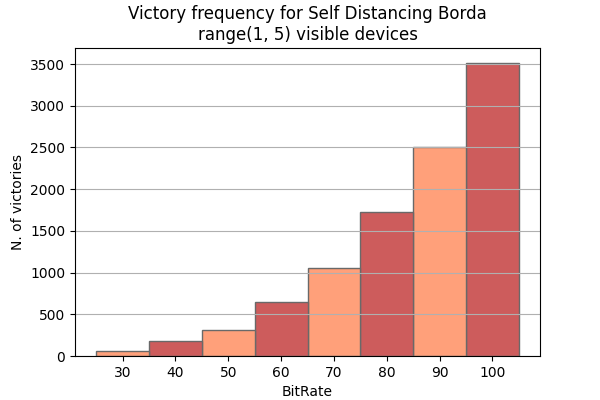 Victory frequency for Self Distancing Borda
range(1, 5) visible devices
N. of victories
3500
3000
2500
2000
1500
1000
500
0
30 40 50 60 70 80 90 100
BitRate